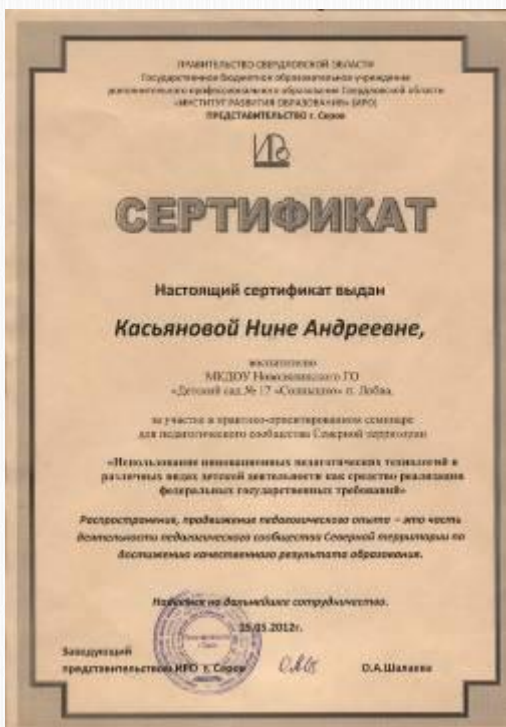 ПРАВИТЕЛЬСТВО СВЕРДЛОВСКОЙ ОБЛАСТИ
Государственное бюджетное образовательное учреждение
дополнительного профессионального образования Свердловской области
«ИНСТИТУТ РАЗВИТИЯ ОБРАЗОВАНИЯ» (ИРО)
ПРЕДСТАВИТЕЛЬСТВО г. Серов
СЕРТИФИКАТ
Настоящий сертификат выдан
Касьяновой Нине Андреевне,
воспитателю
МКДОУ Новолялинского ГО
«Детский сад № 17 «Солнышко» п. Лобва,
за участие в практико-ориентированном семинаре
для педагогического сообщества Северной территории
«Использование инновационных педагогических технологий в
различных видах детской деятельности как средство реализации
федеральных государственных требований»
Распространения, продвижение педагогического опыта – это часть
деятельности педагогического сообщества Северной территории по
достижению качественного результата образования.
Надеемся на дальнейшее сотрудничество.
15.05.2012г.
Заведующий
представительством ИРО г. Серов О.А.Шалаева